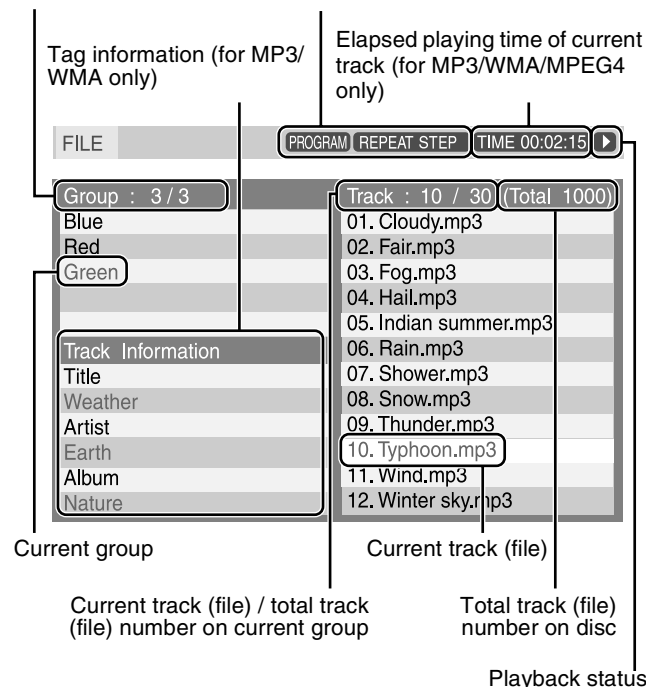 Tag information (for MP3/
WMA only)
Elapsed playing time of current
track (for MP3/WMA/MPEG4
only)
FILE
PROGRAM REPEAT STEP TIME 00:02:15
Group : 3 / 3
Blue
Red
Green
Track Information
Title
Weather
Artist
Earth
Album
Nature
Track : 10 / 30 (Total 1000)
01. Cloudy.mp3
02. Fair.mp3
03. Fog.mp3
04. Hail.mp3
05. Indian summer.mp3
06. Rain.mp3
07. Shower.mp3
08. Snow.mp3
09. Thunder.mp3
10. Typhoon.mp3
11. Wind.mp3
12. Winter sky.mp3
Current group
Current track (file)
Current track (file) / total track
(file) number on current group
Total track (file)
number on disc
Playback status